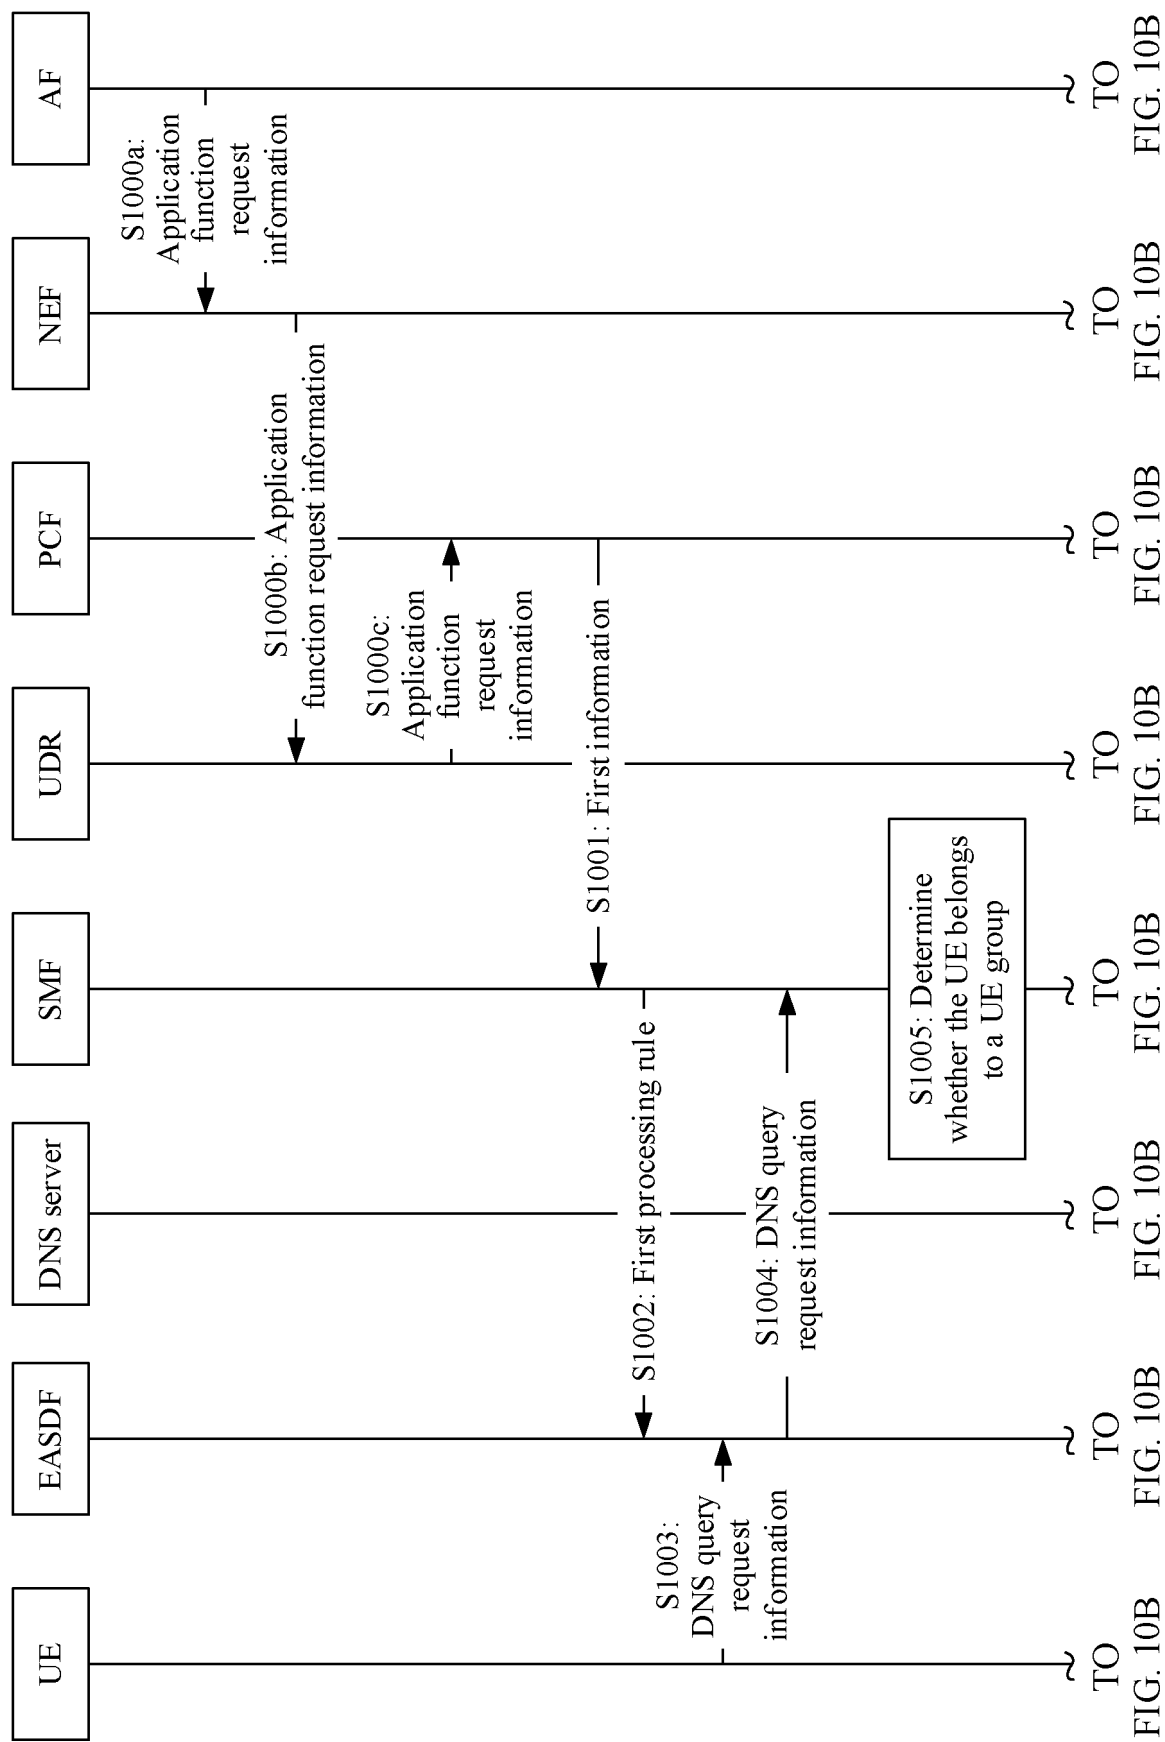 UE
EASDF
DNS server
SMF
UDR
PCF
NEF
AF
S1000a:
Application
function
request
information
S1000b: Application
function request information
S1000c:
Application
function
request
information
S1001: First information
S1002: First processing rule
S1003:
DNS query
request
information
S1004: DNS query
request information
S1005: Determine
whether the UE belongs
to a UE group
TO
FIG. 10B
TO
FIG. 10B
TO
FIG. 10B
TO
FIG. 10B
TO
FIG. 10B
TO
FIG. 10B
TO
FIG. 10B
TO
FIG. 10B